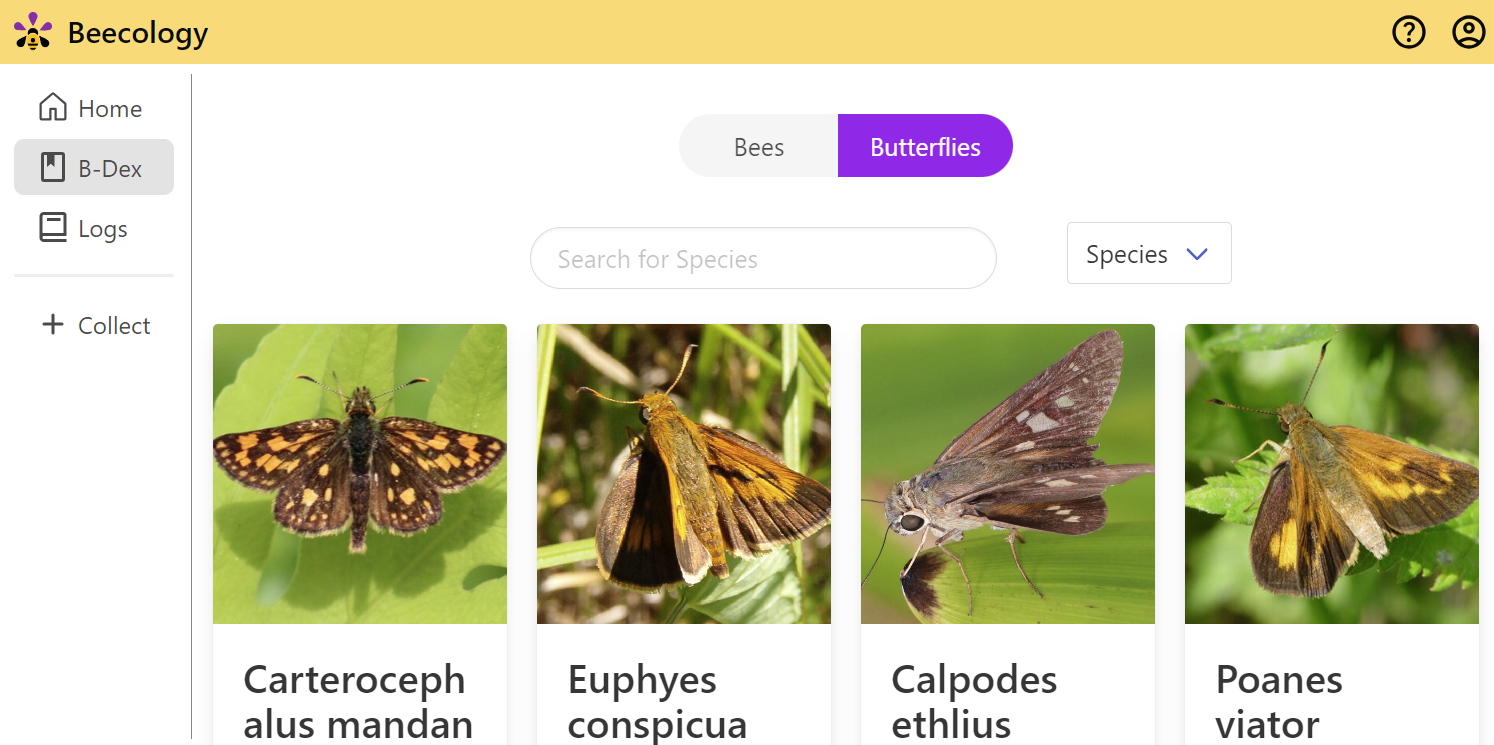 Beecology
Home
B-Dex
Logs
Collect
Bees
Butterflies
Search for Species
Species
Carteroceph
alus mandan
Euphyes
conspicua
Calpodes
ethlius
Poanes
viator